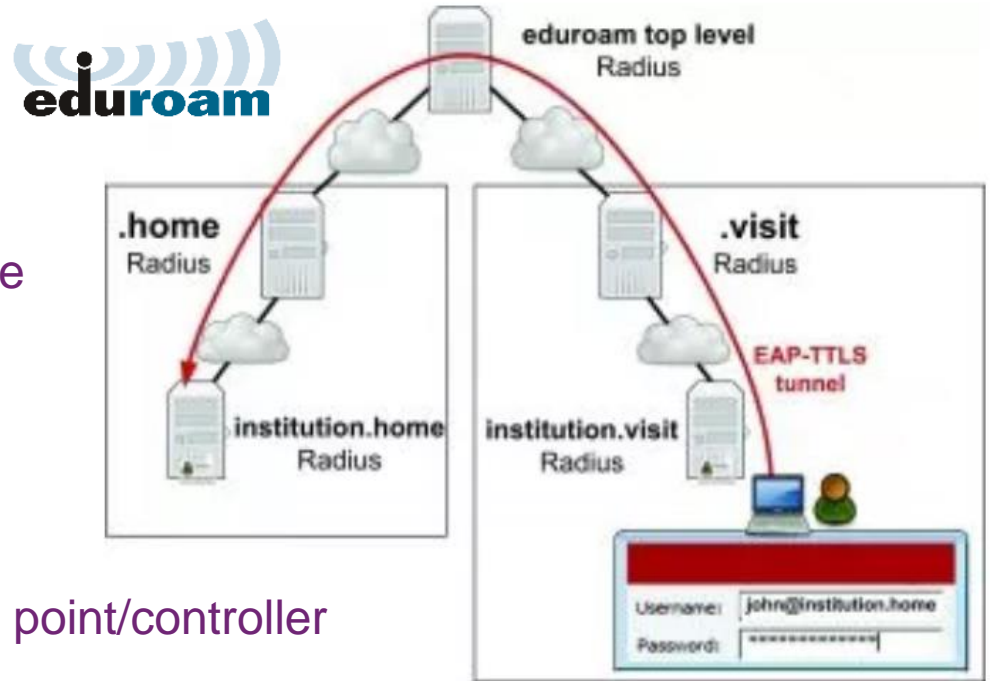 eduroam
eduroam top level
Radius
.home
Radius
.visit
Radius
e
EAP-TTLS
tunnel
institution.home
Radius
institution.visit
Radius
point/controller
Username: john@institution.home
Password: **************